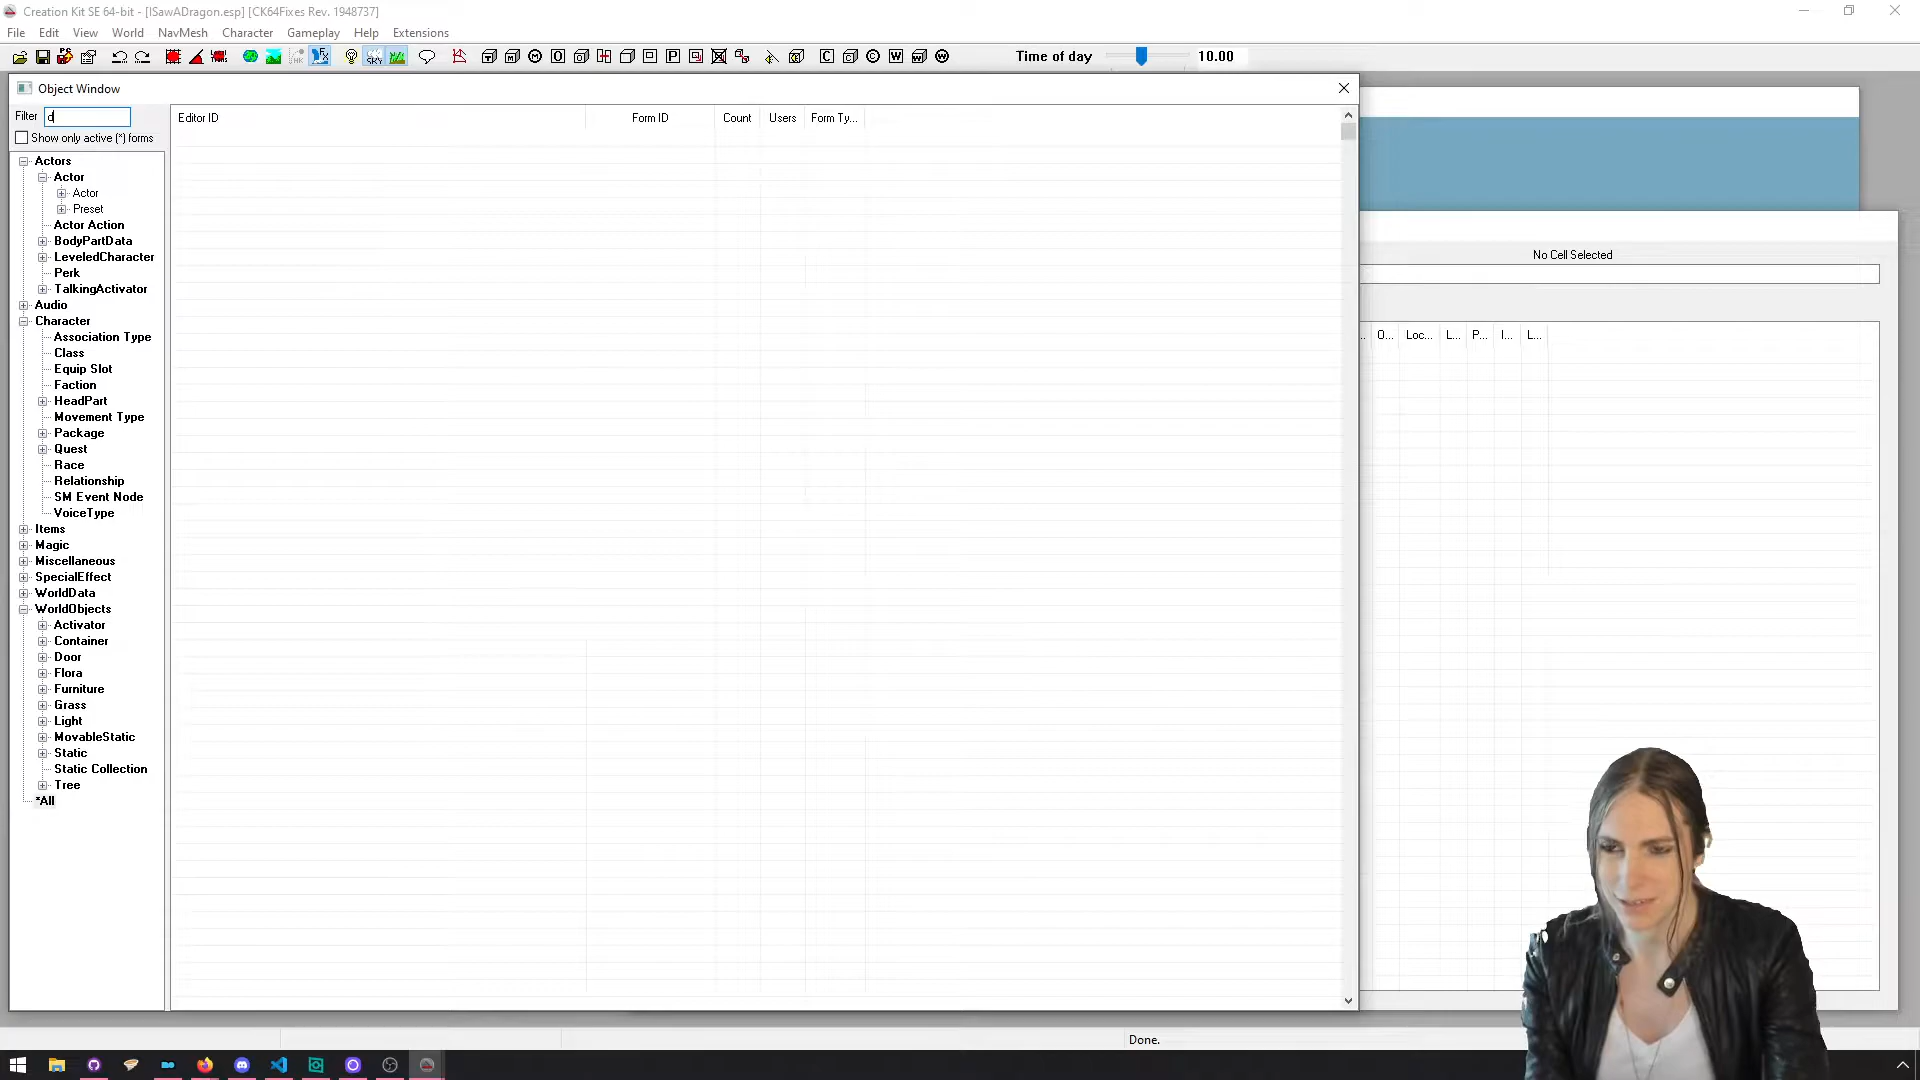 Creation Kit SE 64-bit - [ISawADragon.esp] [CK64Fixes Rev. 1948737]
File Edit View World NavMesh Character Gameplay Help Extensions
Time of day 10.00
Object Window
Filter d
Show only active (*) forms
Editor ID Form ID Count Users Form Ty...
Actors
Actor
Actor
Preset
Actor Action
BodyPartData
LeveledCharacter
Perk
TalkingActivator
Audio
Character
Association Type
Class
Equip Slot
Faction
HeadPart
Movement Type
Package
Quest
Race
Relationship
SM Event Node
VoiceType
Items
Magic
Miscellaneous
SpecialEffect
WorldData
WorldObjects
Activator
Container
Door
Flora
Furniture
Grass
Light
MovableStatic
Static
Static Collection
Tree
*All
No Cell Selected
O... Loc... L... P... I... L...
Done.